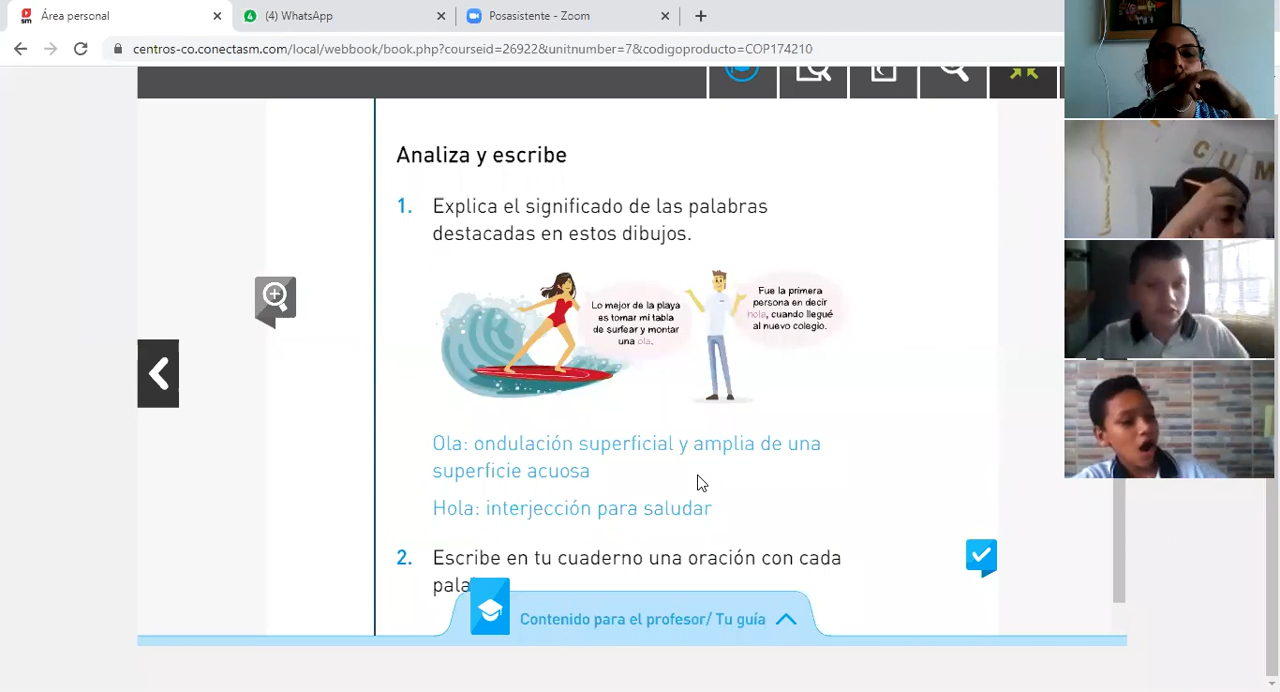 Área personal
(4) WhatsApp
Posasistente - Zoom
centros-co.conectasm.com/local/webbook/book.php?courseid=26922&unitnumber=7&codigoproducto=COP174210
Analiza y escribe
1. Explica el significado de las palabras
destacadas en estos dibujos.
Lo mejor de la playa
es tomar mi tabla
de surfear y montar
una ola.
Fue la primera
persona en decir
hola, cuando llegué
al nuevo colegio.
Ola: ondulación superficial y amplia de una
superficie acuosa
Hola: interjección para saludar
2. Escribe en tu cuaderno una oración con cada
Contenido para el profesor/ Tu guía
CUM